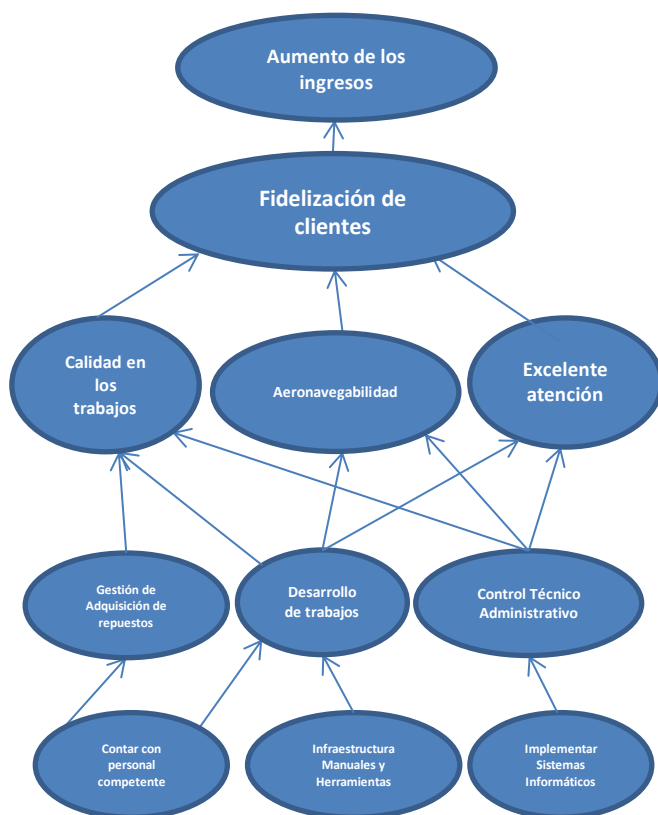 Aumento de los
ingresos
Fidelización de
clientes
Calidad en
los
trabajos
Aeronavegabilidad
Excelente
atención
Gestión de
Adquisición de
repuestos
Desarrollo
de trabajos
Control Técnico
Administrativo
Contar con
personal
competente
Infraestructura
Manuales y
Herramientas
Implementar
Sistemas
Informáticos